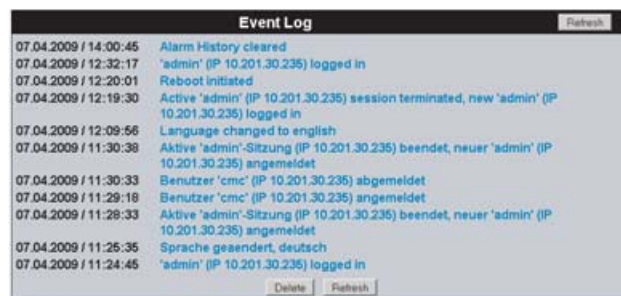 Event Log
Refresh
07.04.2009 / 14:00:45 Alarm History cleared
07.04.2009 / 12:32:17 'admin' (IP 10.201.30.235) logged in
07.04.2009 / 12:20:01 Reboot initiated
07.04.2009 / 12:19:30 Active 'admin' (IP 10.201.30.235) session terminated, new 'admin' (IP
10.201.30.235) logged in
07.04.2009 / 12:09:56 Language changed to english
07.04.2009 / 11:30:38 Aktive 'admin'-Sitzung (IP 10.201.30.235) beendet, neuer 'admin' (IP
10.201.30.235) angemeldet
07.04.2009 / 11:30:33 Benutzer 'cmc' (IP 10.201.30.235) abgemeldet
07.04.2009 / 11:29:18 Benutzer 'cmc' (IP 10.201.30.235) angemeldet
07.04.2009 / 11:28:33 Aktive 'admin'-Sitzung (IP 10.201.30.235) beendet, neuer 'admin' (IP
10.201.30.235) angemeldet
07.04.2009 / 11:25:35 Sprache geaendert, deutsch
07.04.2009 / 11:24:45 'admin' (IP 10.201.30.235) logged in
Delete Refresh